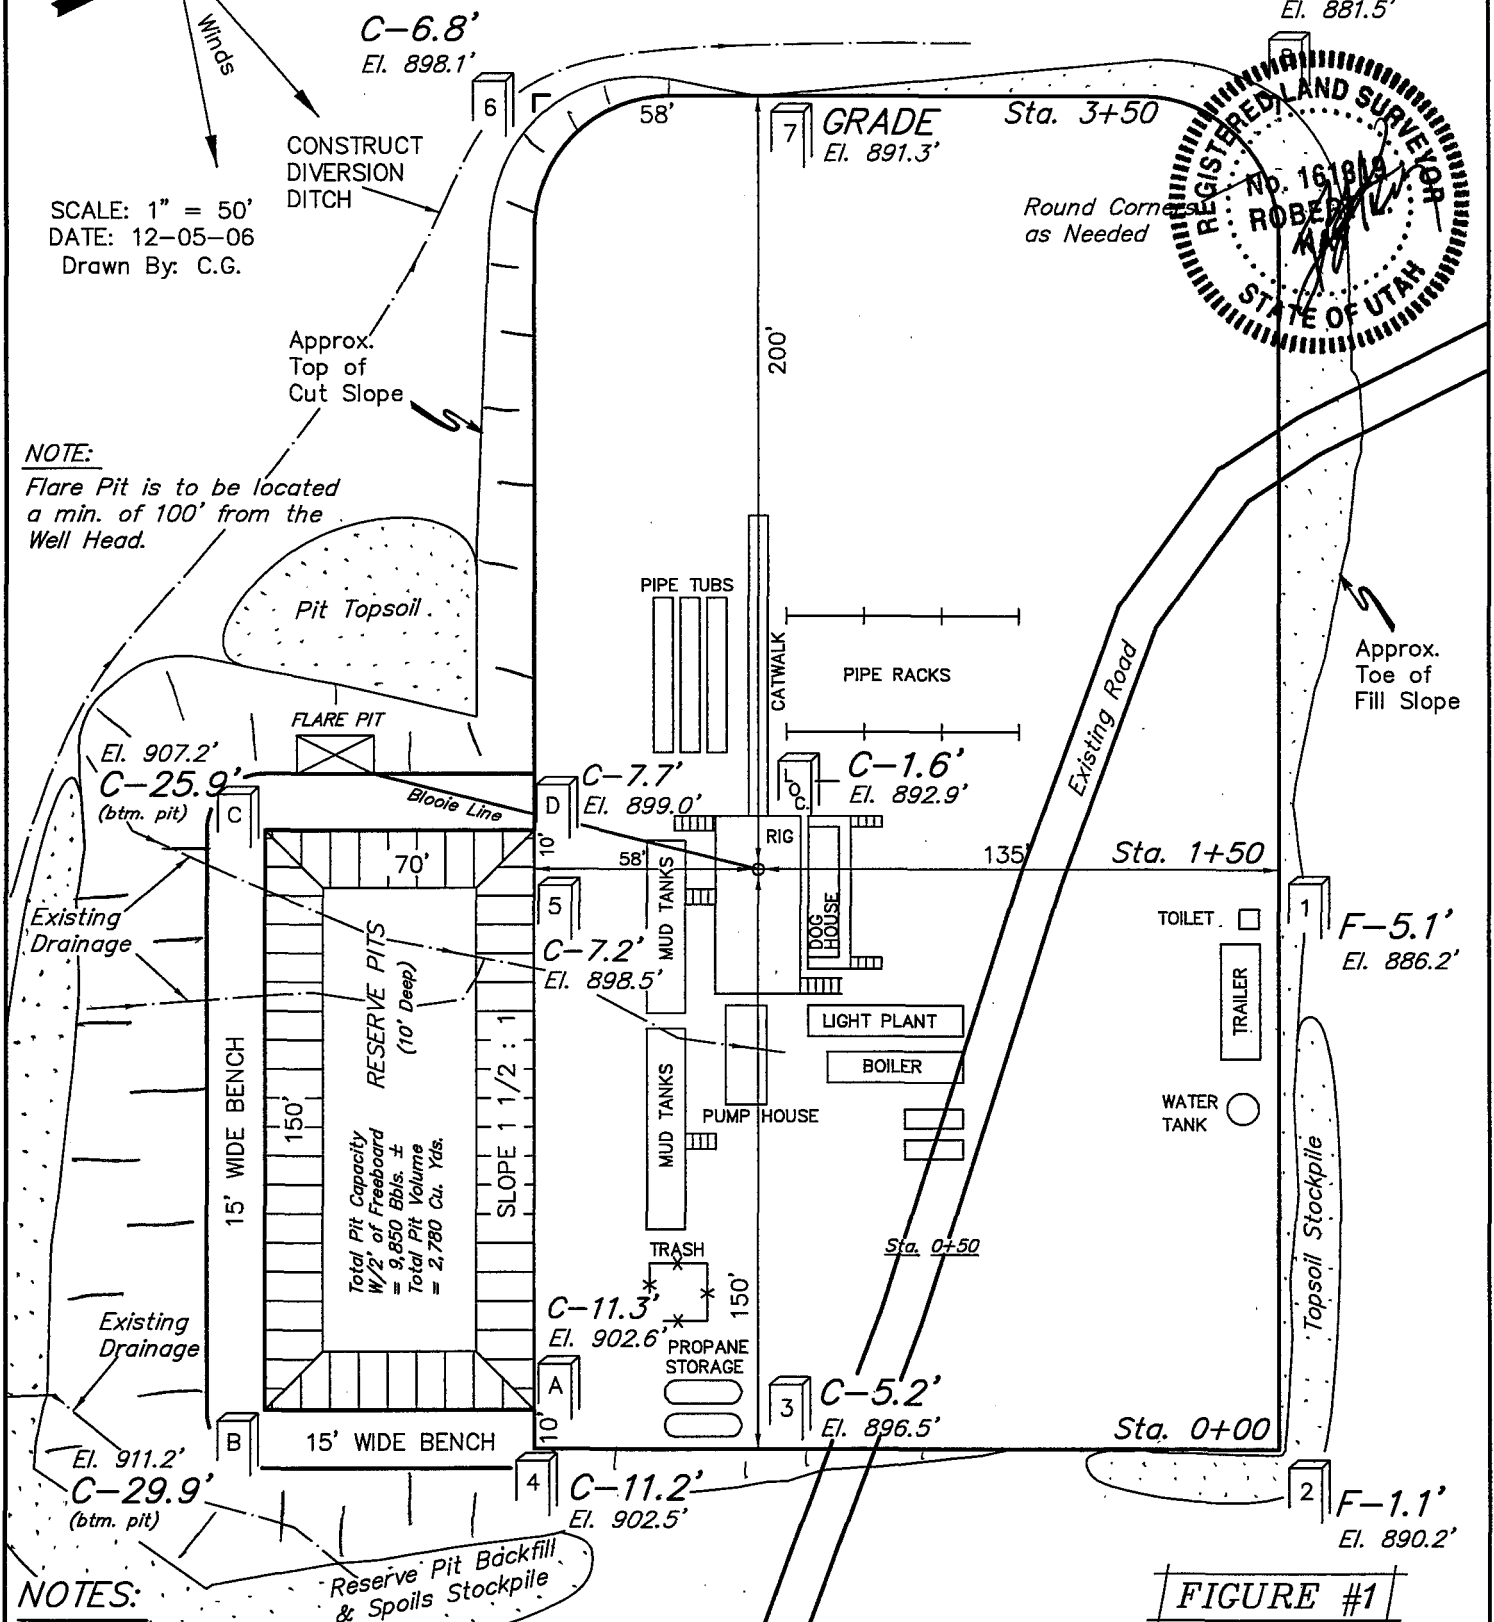 El. 881.5'
C-6.8'
El. 898.1'
Winds
6
58'
7
GRADE
El. 891.3'
Sta. 3+50
REGISTERED LAND SURVEYOR
No. 161819
STATE OF UTAH
CONSTRUCT
DIVERSION
DITCH
SCALE: 1" = 50'
DATE: 12-05-06
Drawn By: C.G.
Round Corners
as Needed
200'
Approx.
Top of
Cut Slope
NOTE:
Flare Pit is to be located
a min. of 100' from the
Well Head.
Pit Topsoil
PIPE TUBS
CATWALK
PIPE RACKS
Existing Road
Approx.
Toe of
Fill Slope
FLARE PIT
El. 907.2'
C-25.9'
(btm. pit)
C
Blooie Line
D
C-7.7'
El. 899.0'
LOC.
C-1.6'
El. 892.9'
RIG
10'
58'
135'
Sta. 1+50
70'
MUD TANKS
DOG
HOUSE
5
C-7.2'
El. 898.5'
1
F-5.1'
El. 886.2'
TOILET
TRAILER
Existing
Drainage
RESERVE PITS
(10' Deep)
LIGHT PLANT
BOILER
PUMP HOUSE
MUD TANKS
WATER
TANK
15' WIDE BENCH
150'
Total Pit Capacity
W/2' of Freeboard
= 9,850 Bbls. ±
Total Pit Volume
= 2,780 Cu. Yds.
SLOPE 1 1/2 : 1
Topsoil Stockpile
TRASH
Sta. 0+50
150'
C-11.3'
El. 902.6'
PROPANE
STORAGE
Existing
Drainage
A
10'
3
C-5.2'
El. 896.5'
Sta. 0+00
B
15' WIDE BENCH
El. 911.2'
C-29.9'
(btm. pit)
4
C-11.2'
El. 902.5'
2
F-1.1'
El. 890.2'
Reserve Pit Backfill
& Spoils Stockpile
NOTES:
FIGURE #1